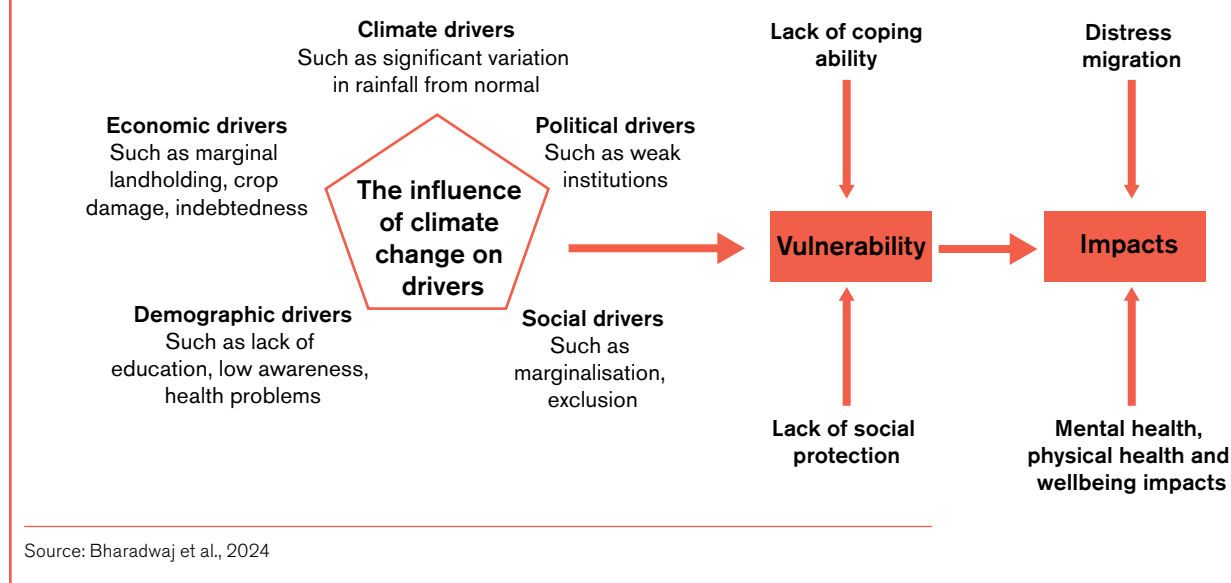 Climate drivers
Such as significant variation
in rainfall from normal
Economic drivers
Such as marginal
landholding, crop
damage, indebtedness
Political drivers
Such as weak
institutions
The influence
of climate
change on
drivers
Demographic drivers
Such as lack of
education, low awareness,
health problems
Social drivers
Such as
marginalisation,
exclusion
Lack of coping
ability
Vulnerability
Lack of social
protection
Distress
migration
Impacts
Mental health,
physical health and
wellbeing impacts
Source: Bharadwaj et al., 2024